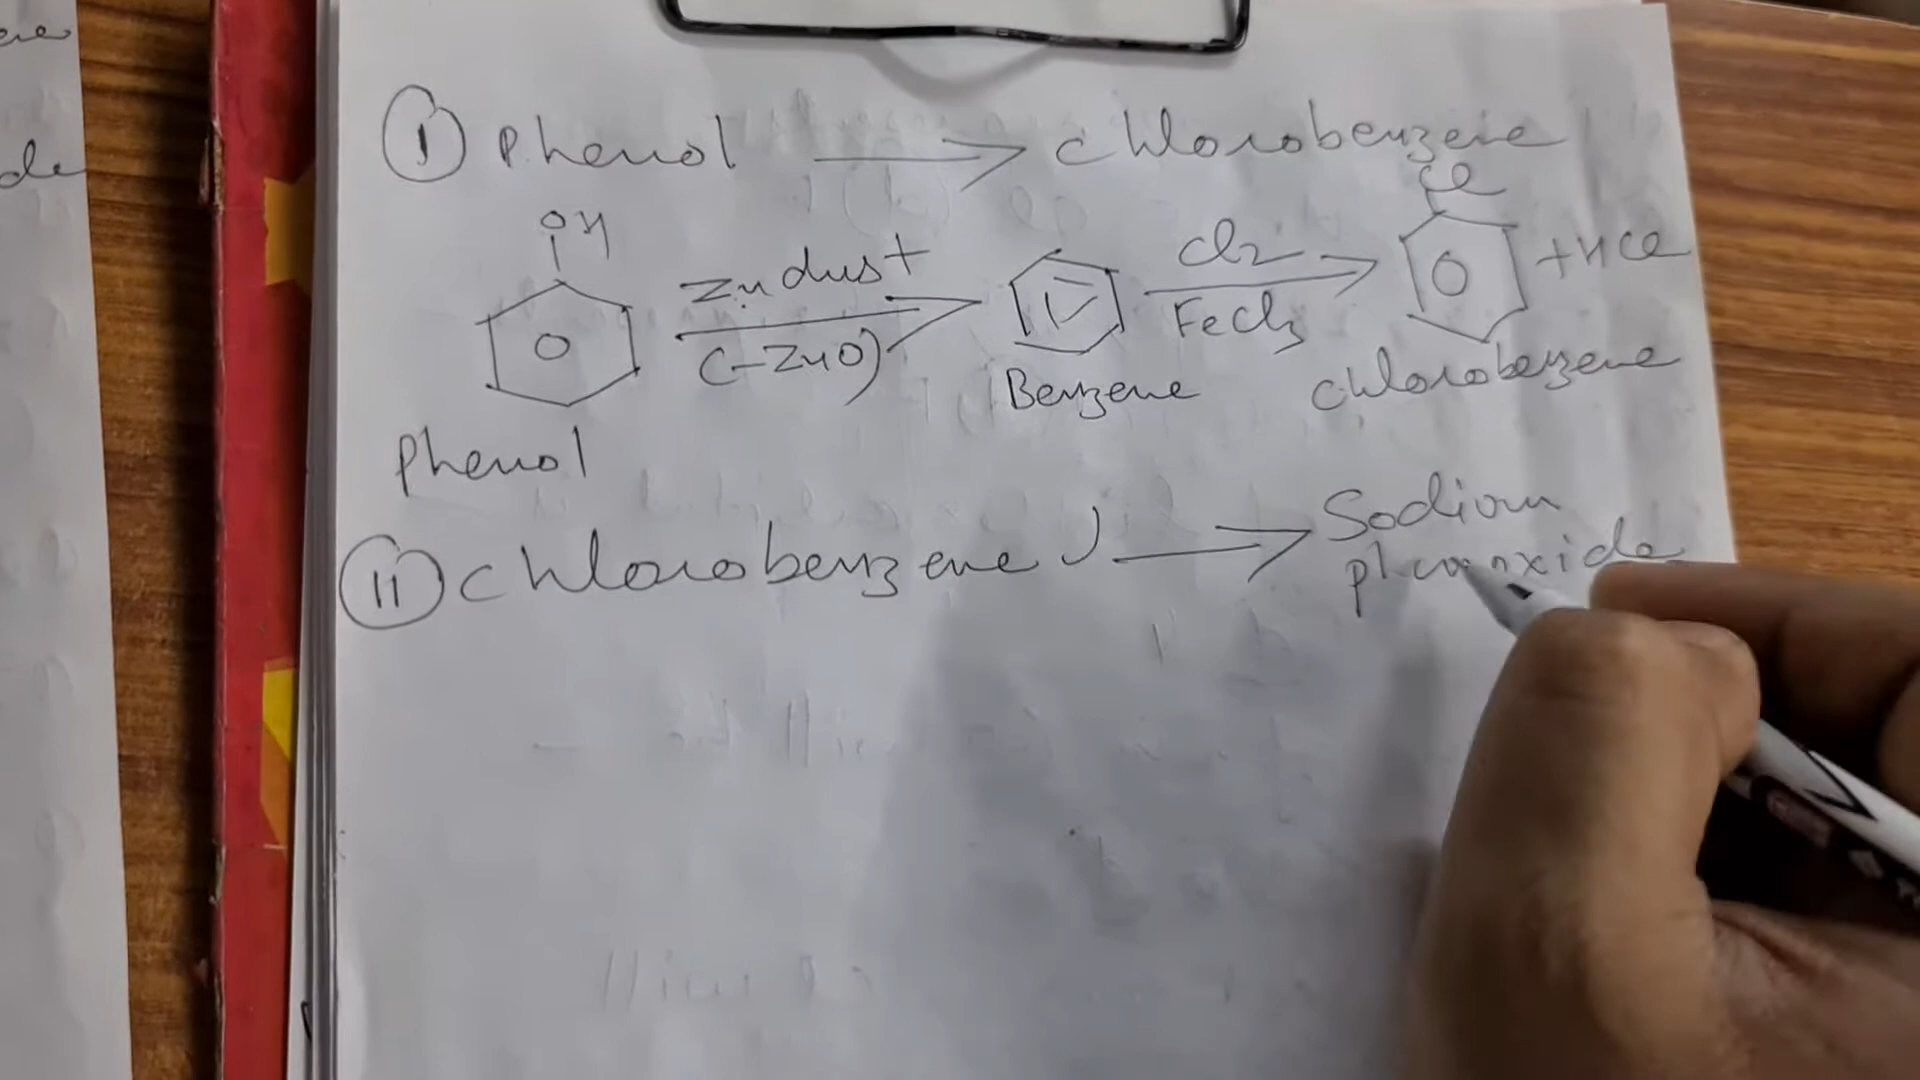 I Phenol → chlorobenzene
OH Zn dust Cl2 Cl + HCl
(-ZnO) FeCl3
Benzene chlorobenzene
Phenol
II chlorobenzene → Sodium
phenoxide